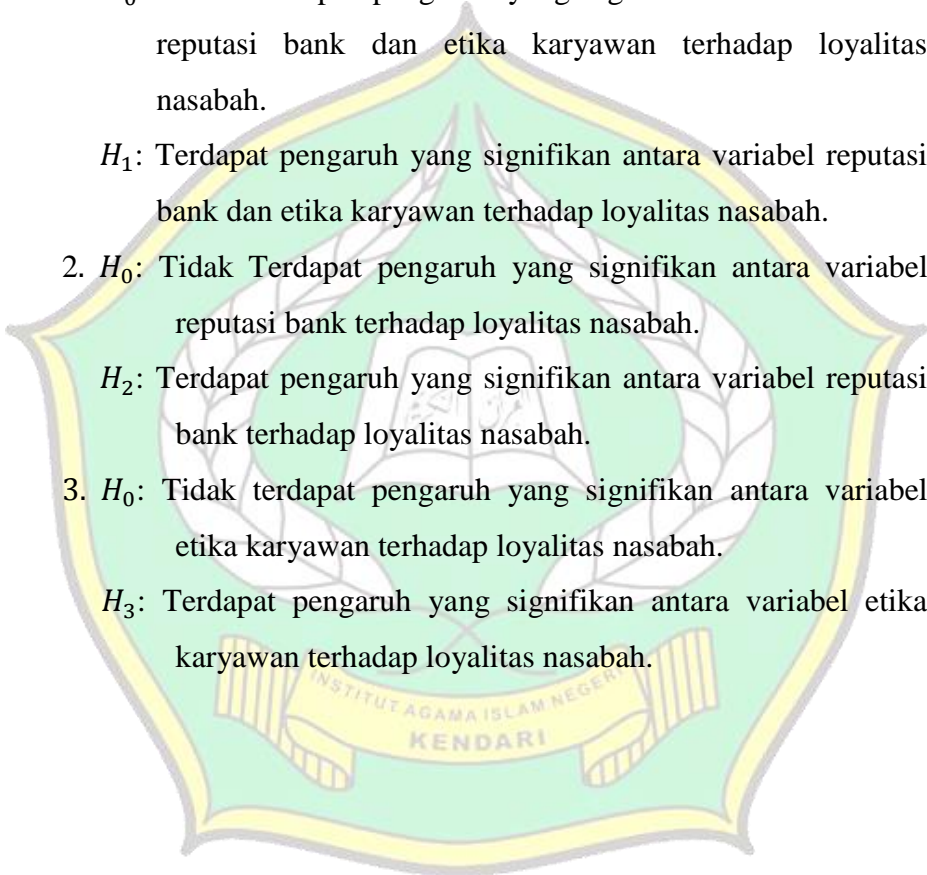 reputasi bank dan etika karyawan terhadap loyalitas
nasabah.
H₁: Terdapat pengaruh yang signifikan antara variabel reputasi
bank dan etika karyawan terhadap loyalitas nasabah.
2. H₀: Tidak Terdapat pengaruh yang signifikan antara variabel
reputasi bank terhadap loyalitas nasabah.
H₂: Terdapat pengaruh yang signifikan antara variabel reputasi
bank terhadap loyalitas nasabah.
3. H₀: Tidak terdapat pengaruh yang signifikan antara variabel
etika karyawan terhadap loyalitas nasabah.
H₃: Terdapat pengaruh yang signifikan antara variabel etika
karyawan terhadap loyalitas nasabah.
INSTITUT AGAMA ISLAM NEGERI
KENDARI